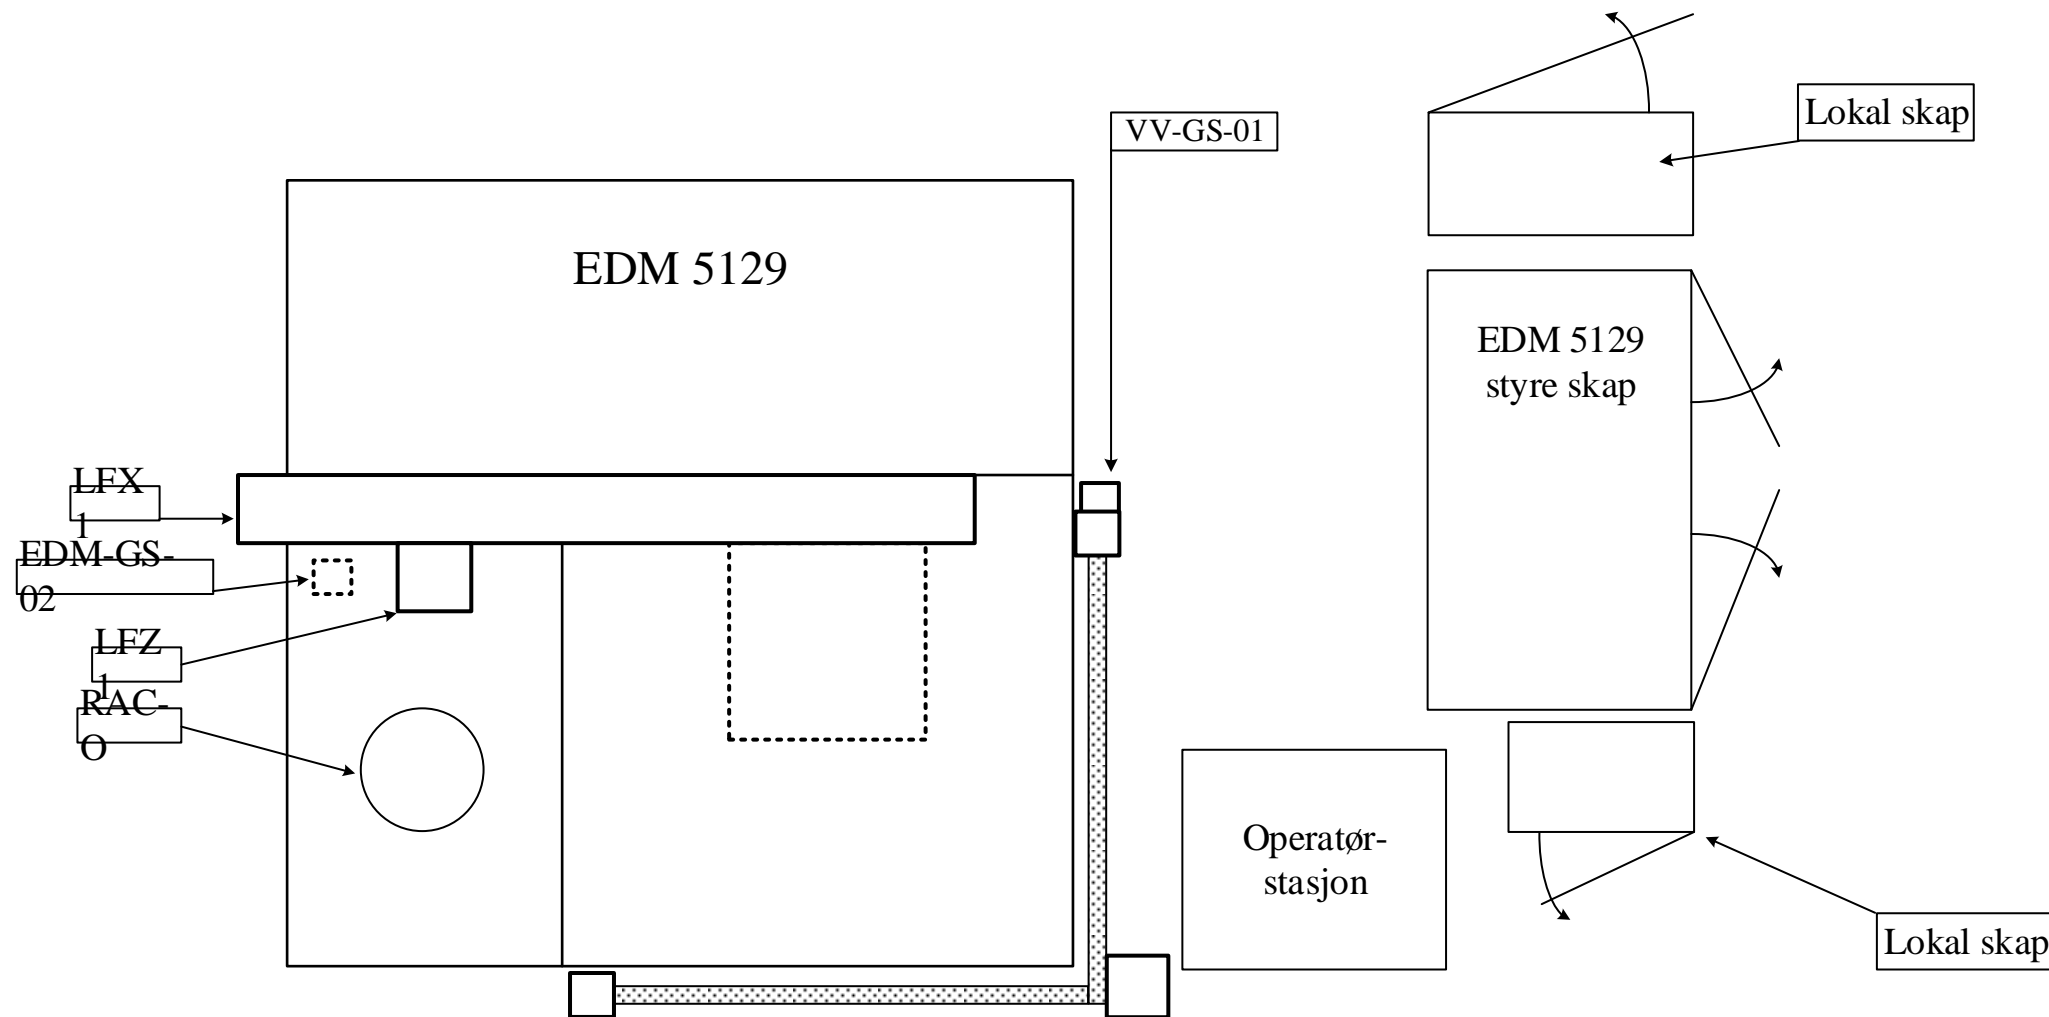 Lokal skap
VV-GS-01
EDM 5129
EDM 5129
styre skap
LFX
1
EDM-GS-
02
LFZ
1
RAC-
O
Operatør-
stasjon
Lokal skap